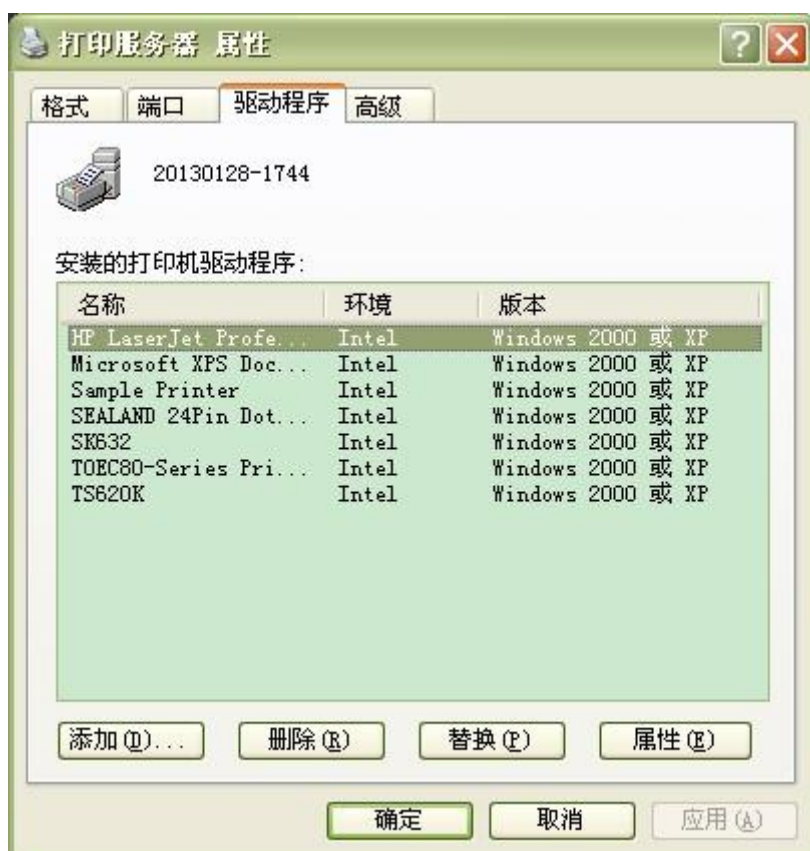 打印服务器 属性
格式 端口 驱动程序 高级
20130128-1744
安装的打印机驱动程序:
名称 环境 版本
HP LaserJet Profe... Intel Windows 2000 或 XP
Microsoft XPS Doc... Intel Windows 2000 或 XP
Sample Printer Intel Windows 2000 或 XP
SEALAND 24Pin Dot... Intel Windows 2000 或 XP
SK632 Intel Windows 2000 或 XP
TOEC80-Series Pri... Intel Windows 2000 或 XP
TS620K Intel Windows 2000 或 XP
添加(D)... 删除(R) 替换(P) 属性(E)
确定 取消 应用(A)